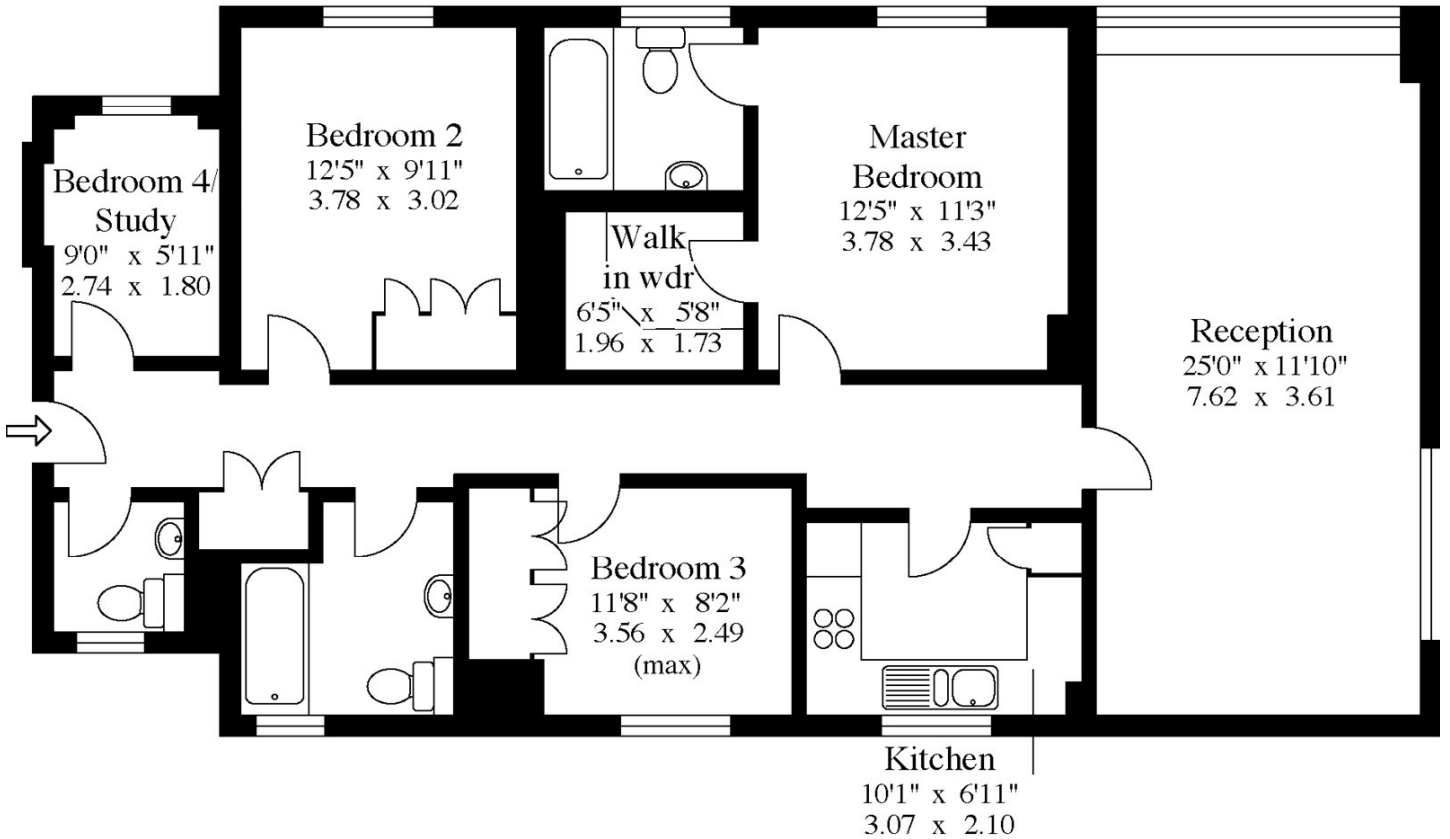 Bedroom 2
12'5" x 9'11"
3.78 x 3.02
Master
Bedroom
12'5" x 11'3"
3.78 x 3.43
Bedroom 4/
Study
9'0" x 5'11"
2.74 x 1.80
Walk
in wdr
6'5" x 5'8"
1.96 x 1.73
Reception
25'0" x 11'10"
7.62 x 3.61
Bedroom 3
11'8" x 8'2"
3.56 x 2.49
(max)
Kitchen
10'1" x 6'11"
3.07 x 2.10